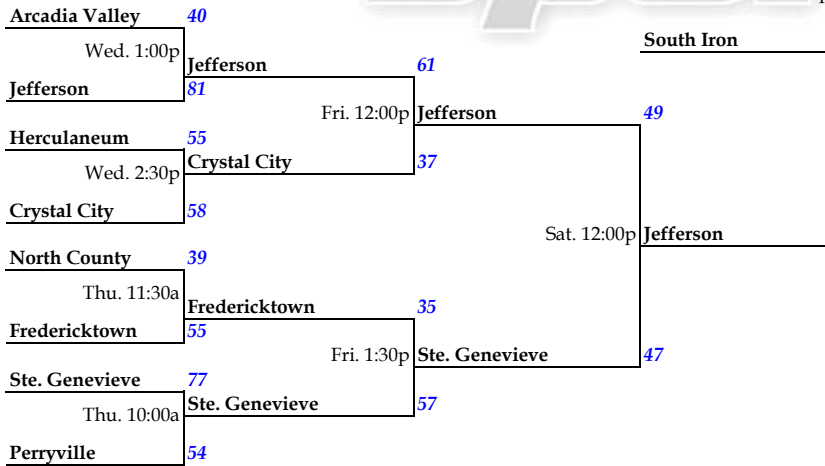 Arcadia Valley 40
Wed. 1:00p
Jefferson 81
Jefferson 61
Herculaneum 55
Wed. 2:30p
Crystal City 58
Crystal City 37
Fri. 12:00p
Jefferson 49
North County 39
Thu. 11:30a
Fredericktown 55
Fredericktown 35
Ste. Genevieve 77
Thu. 10:00a
Perryville 54
Ste. Genevieve 57
Fri. 1:30p
Ste. Genevieve 47
Sat. 12:00p
Jefferson
South Iron